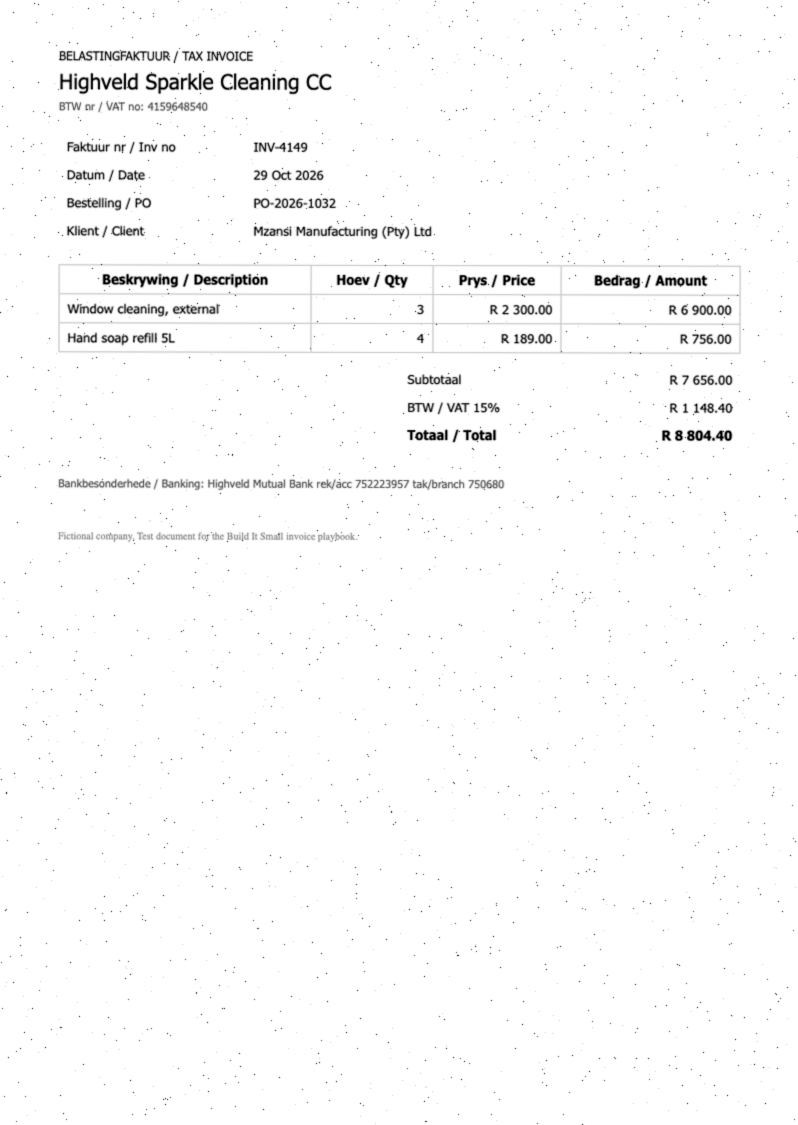 BELASTINGFAKTUUR / TAX INVOICE
Highveld Sparkle Cleaning CC
BTW nr / VAT no: 4159648540
Faktuur nr / Inv no INV-4149
Datum / Date 29 Oct 2026
Bestelling / PO PO-2026-1032
Klient / Client Mzansi Manufacturing (Pty) Ltd
Beskrywing / Description Hoev / Qty Prys / Price Bedrag / Amount
Window cleaning, external 3 R 2 300.00 R 6 900.00
Hand soap refill 5L 4 R 189.00 R 756.00
Subtotaal R 7 656.00
BTW / VAT 15% R 1 148.40
Totaal / Total R 8 804.40
Bankbesonderhede / Banking: Highveld Mutual Bank rek/acc 752223957 tak/branch 750680
Fictional company. Test document for the Build It Small invoice playbook.